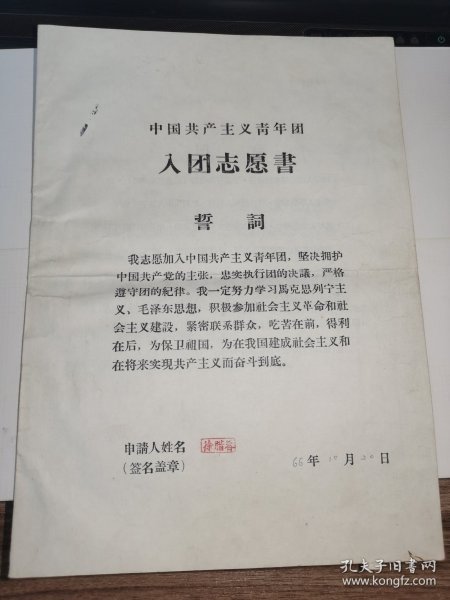 中国共产主义青年团
入团志愿書
誓詞
我志愿加入中国共产主义青年团，坚决拥护
中国共产党的主张，忠实执行团的决議，严格
遵守团的紀律。我一定努力学习馬克思列宁主
义、毛泽东思想，积极参加社会主义革命和社
会主义建設，紧密联系群众，吃苦在前，得利
在后，为保卫祖国，为在我国建成社会主义和
在将来实现共产主义而奋斗到底。
申請人姓名
(签名盖章)
66年10月20日
孔夫子旧书网
www.kongfz.com